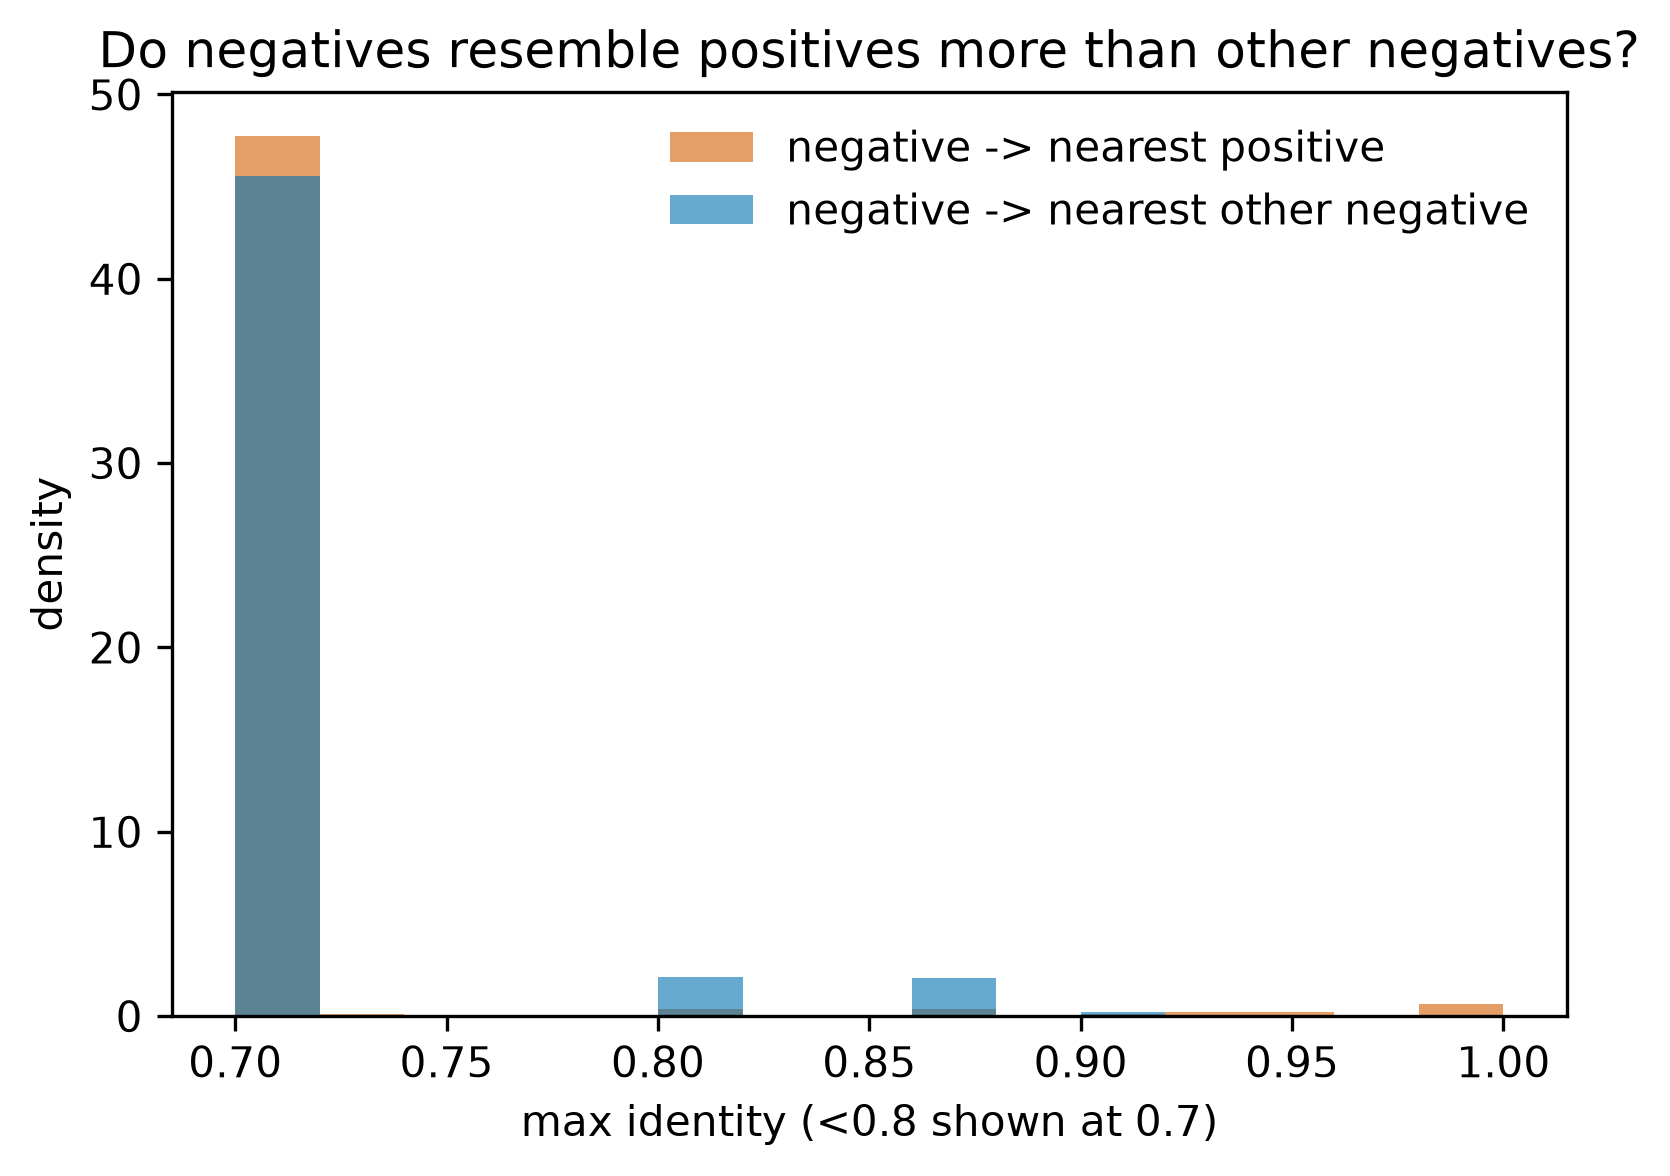 Do negatives resemble positives more than other negatives?
negative -> nearest positive
negative -> nearest other negative
density
50
40
30
20
10
0
0.70 0.75 0.80 0.85 0.90 0.95 1.00
max identity (<0.8 shown at 0.7)